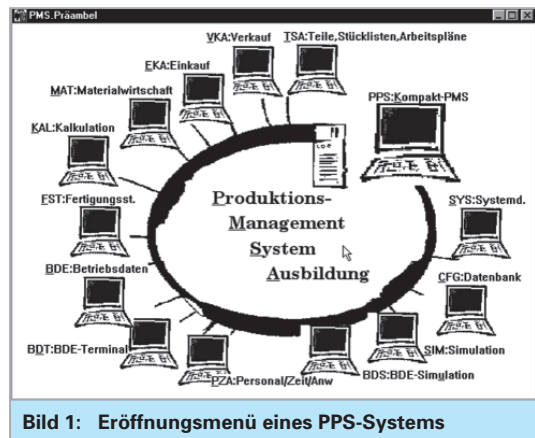 PMS.Präambel
VKA:Verkauf
TSA:Teile,Stücklisten,Arbeitspläne
EKA:Einkauf
MAT:Materialwirtschaft
PPS:Kompakt-PMS
KAL:Kalkulation
FST:Fertigungsst.
SYS:Systemd.
Produktions-
Management
System
Ausbildung
BDE:Betriebsdaten
CFG:Datenbank
BDT:BDE-Terminal
SIM:Simulation
PZA:Personal/Zeit/Anw
BDS:BDE-Simulation
Bild 1: Eröffnungsmenü eines PPS-Systems